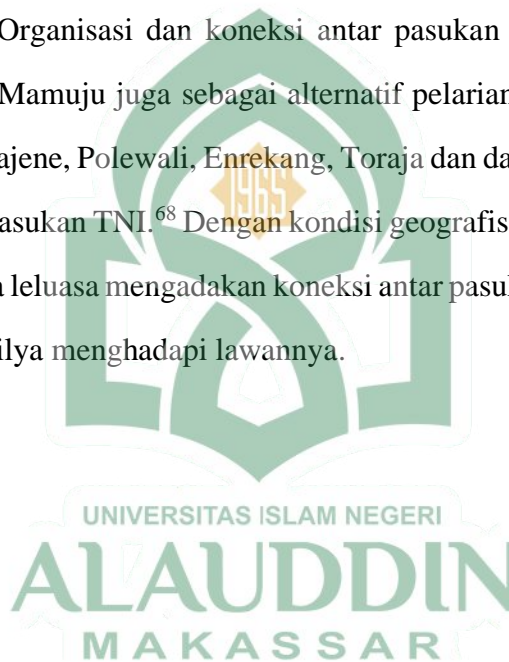 Organisasi dan koneksi antar pasukan
Mamuju juga sebagai alternatif pelarian
ajene, Polewali, Enrekang, Toraja dan da
asukan TNI.⁶⁸ Dengan kondisi geografis
a leluasa mengadakan koneksi antar pasuk
ilya menghadapi lawannya.
1965
UNIVERSITAS ISLAM NEGERI
ALAUDDIN
MAKASSAR